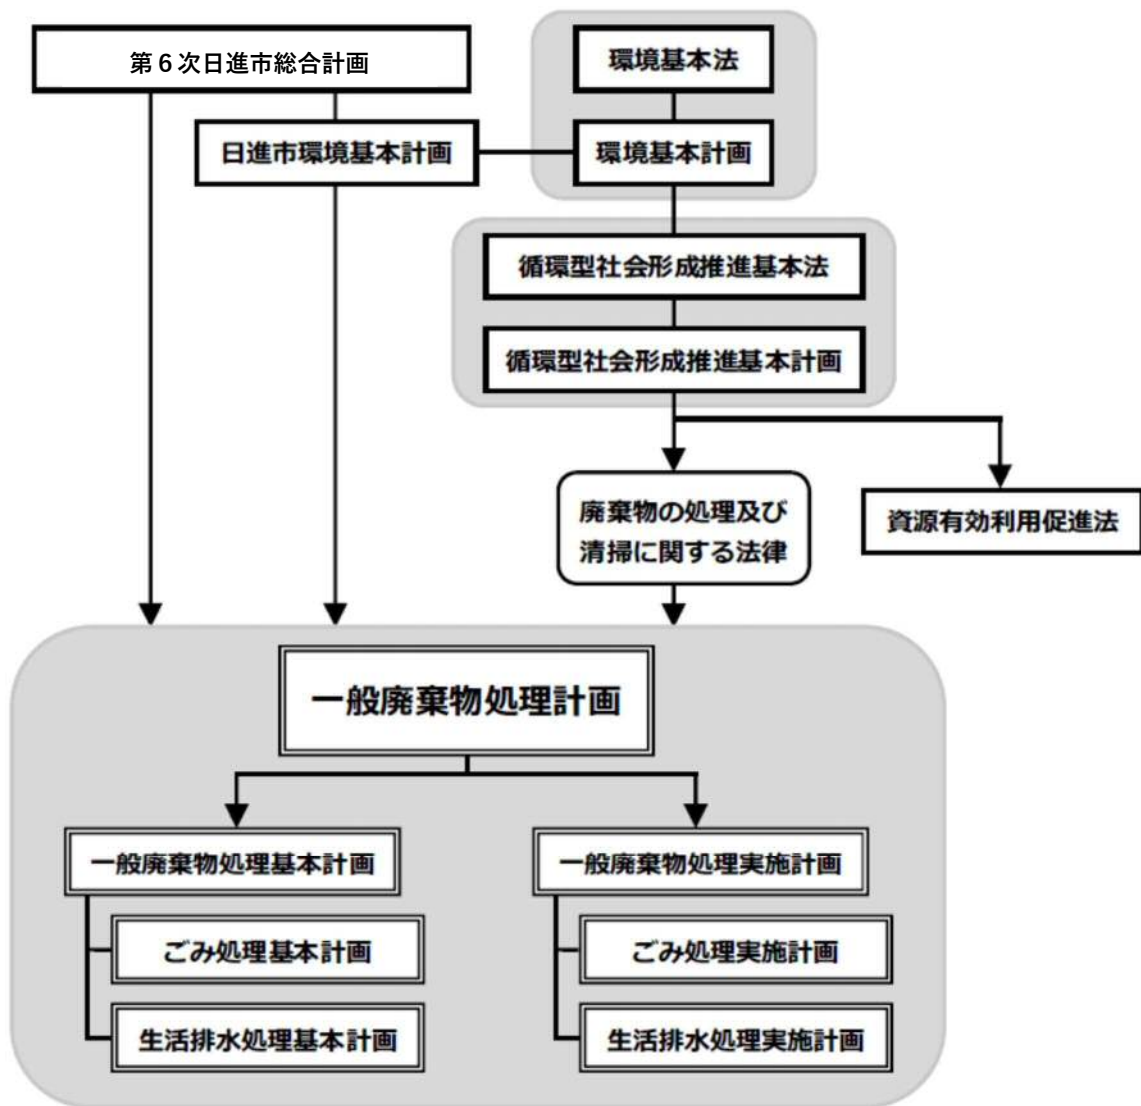 第6次日進市総合計画
環境基本法
日進市環境基本計画
環境基本計画
循環型社会形成推進基本法
循環型社会形成推進基本計画
廃棄物の処理及び
清掃に関する法律
資源有効利用促進法
一般廃棄物処理計画
一般廃棄物処理基本計画
ごみ処理基本計画
生活排水処理基本計画
一般廃棄物処理実施計画
ごみ処理実施計画
生活排水処理実施計画